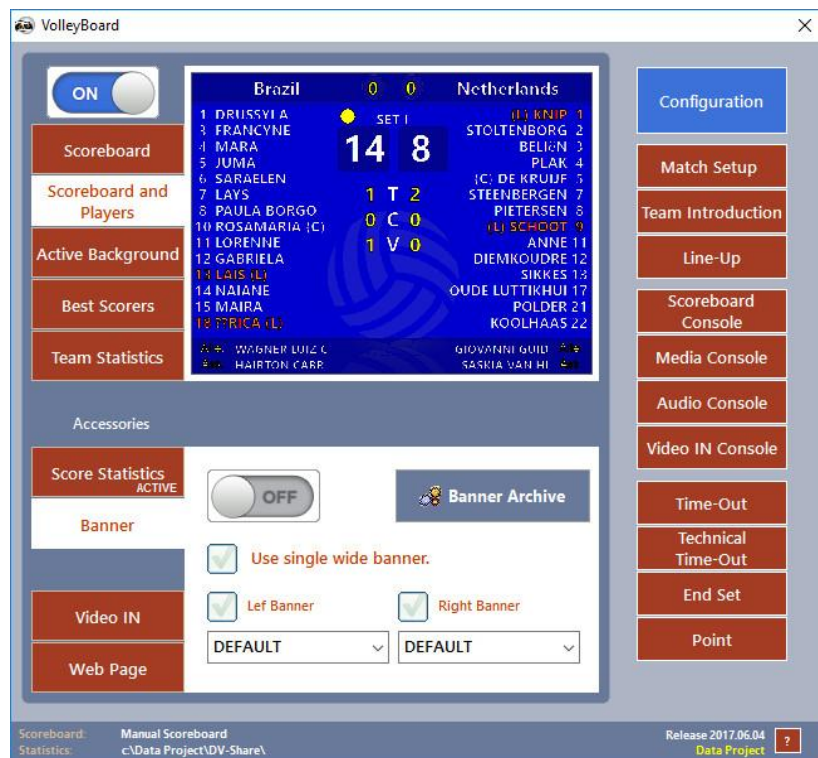 VolleyBoard
ON
Scoreboard
Scoreboard and
Players
Active Background
Best Scorers
Team Statistics
Brazil 0 0 Netherlands
SET 1
14 8
1 T 2
0 C 0
1 V 0
1 DRUSSYLA
3 FRANCYNE
4 MARA
5 JUMA
6 SARAELEN
7 LAYS
8 PAULA BORGO
10 ROSAMARIA (C)
11 LORENNE
12 GABRIELA
13 LAIS (L)
14 NAIANE
15 MAIRA
(L) KNIP 1
STOLTENBORG 2
BELIËN 3
PLAK 4
(C) DE KRUIJF 5
STEENBERGEN 7
PIETERSEN 8
(L) SCHOOT 9
ANNE 11
DIEMKOUDRE 12
SIKKES 13
OUDE LUTTIKHUI 17
POLDER 21
KOOLHAAS 22
WAGNER LUIZ C
HAIRTON CABR
GIOVANNI GUID
SASKIA VAN HI
Accessories
Score Statistics
ACTIVE
Banner
Video IN
Web Page
OFF
Banner Archive
Use single wide banner.
Lef Banner
Right Banner
DEFAULT
DEFAULT
Configuration
Match Setup
Team Introduction
Line-Up
Scoreboard
Console
Media Console
Audio Console
Video IN Console
Time-Out
Technical
Time-Out
End Set
Point
Scoreboard: Manual Scoreboard
Statistics: c:\Data Project\DV-Share\
Release 2017.06.04
Data Project
?